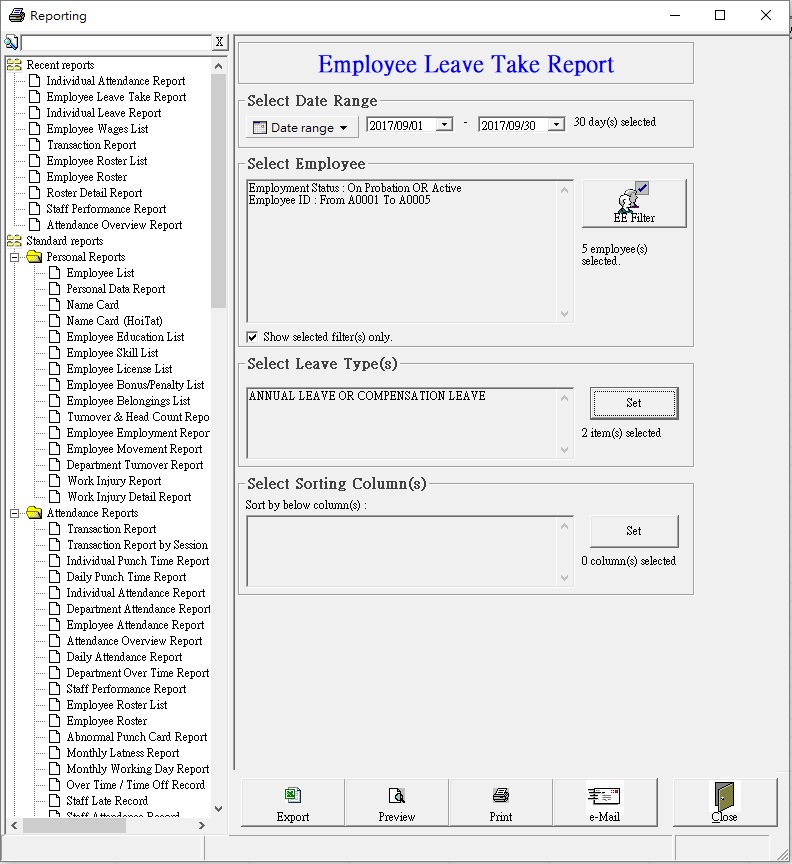 Reporting
X
Recent reports
Individual Attendance Report
Employee Leave Take Report
Individual Leave Report
Employee Wages List
Transaction Report
Employee Roster List
Employee Roster
Roster Detail Report
Staff Performance Report
Attendance Overview Report
Standard reports
Personal Reports
Employee List
Personal Data Report
Name Card
Name Card (HoiTat)
Employee Education List
Employee Skill List
Employee License List
Employee Bonus/Penalty List
Employee Belongings List
Turnover & Head Count Repo
Employee Employment Repor
Employee Movement Report
Department Turnover Report
Work Injury Report
Work Injury Detail Report
Attendance Reports
Transaction Report
Transaction Report by Session
Individual Punch Time Report
Daily Punch Time Report
Individual Attendance Report
Department Attendance Report
Employee Attendance Report
Attendance Overview Report
Daily Attendance Report
Department Over Time Report
Staff Performance Report
Employee Roster List
Employee Roster
Abnormal Punch Card Report
Monthly Latness Report
Monthly Working Day Report
Over Time / Time Off Record
Staff Late Record
Staff Attendance Record
Employee Leave Take Report
Select Date Range
Date range 2017/09/01 - 2017/09/30 30 day(s) selected
Select Employee
Employment Status : On Probation OR Active
Employee ID : From A0001 To A0005
EE Filter
5 employee(s)
selected.
Show selected filter(s) only.
Select Leave Type(s)
ANNUAL LEAVE OR COMPENSATION LEAVE
Set
2 item(s) selected
Select Sorting Column(s)
Sort by below column(s) :
Set
0 column(s) selected
Export Preview Print e-Mail Close